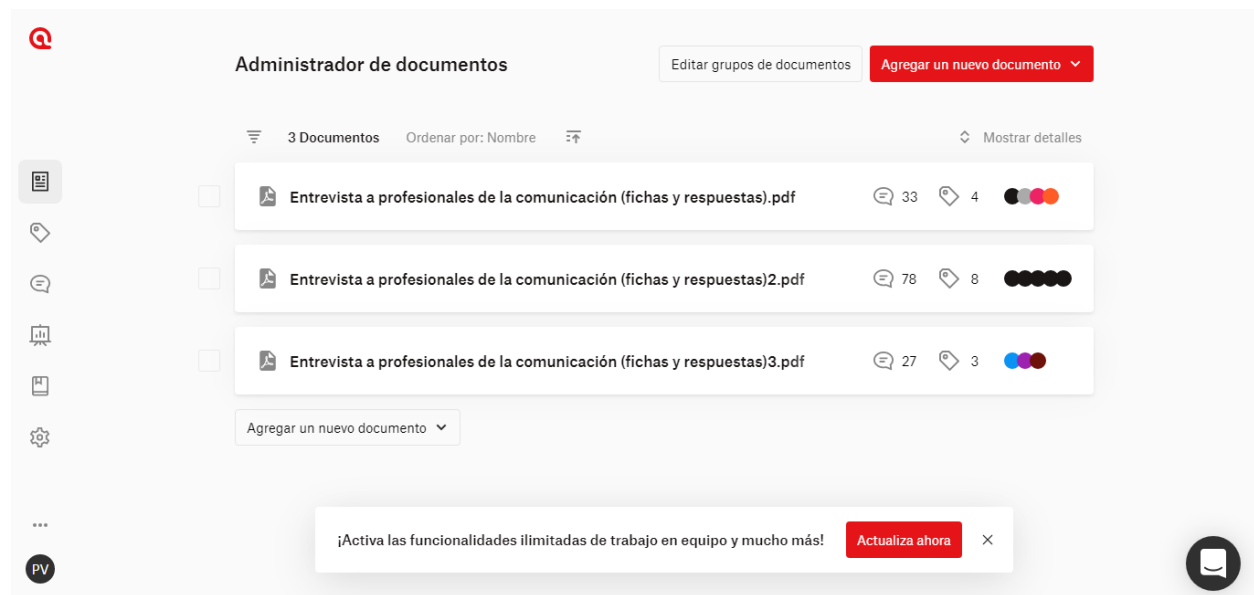 Administrador de documentos
Editar grupos de documentos
Agregar un nuevo documento
3 Documentos
Ordenar por: Nombre
Mostrar detalles
Entrevista a profesionales de la comunicación (fichas y respuestas).pdf
33
4
Entrevista a profesionales de la comunicación (fichas y respuestas)2.pdf
78
8
Entrevista a profesionales de la comunicación (fichas y respuestas)3.pdf
27
3
Agregar un nuevo documento
¡Activa las funcionalidades ilimitadas de trabajo en equipo y mucho más!
Actualiza ahora
PV